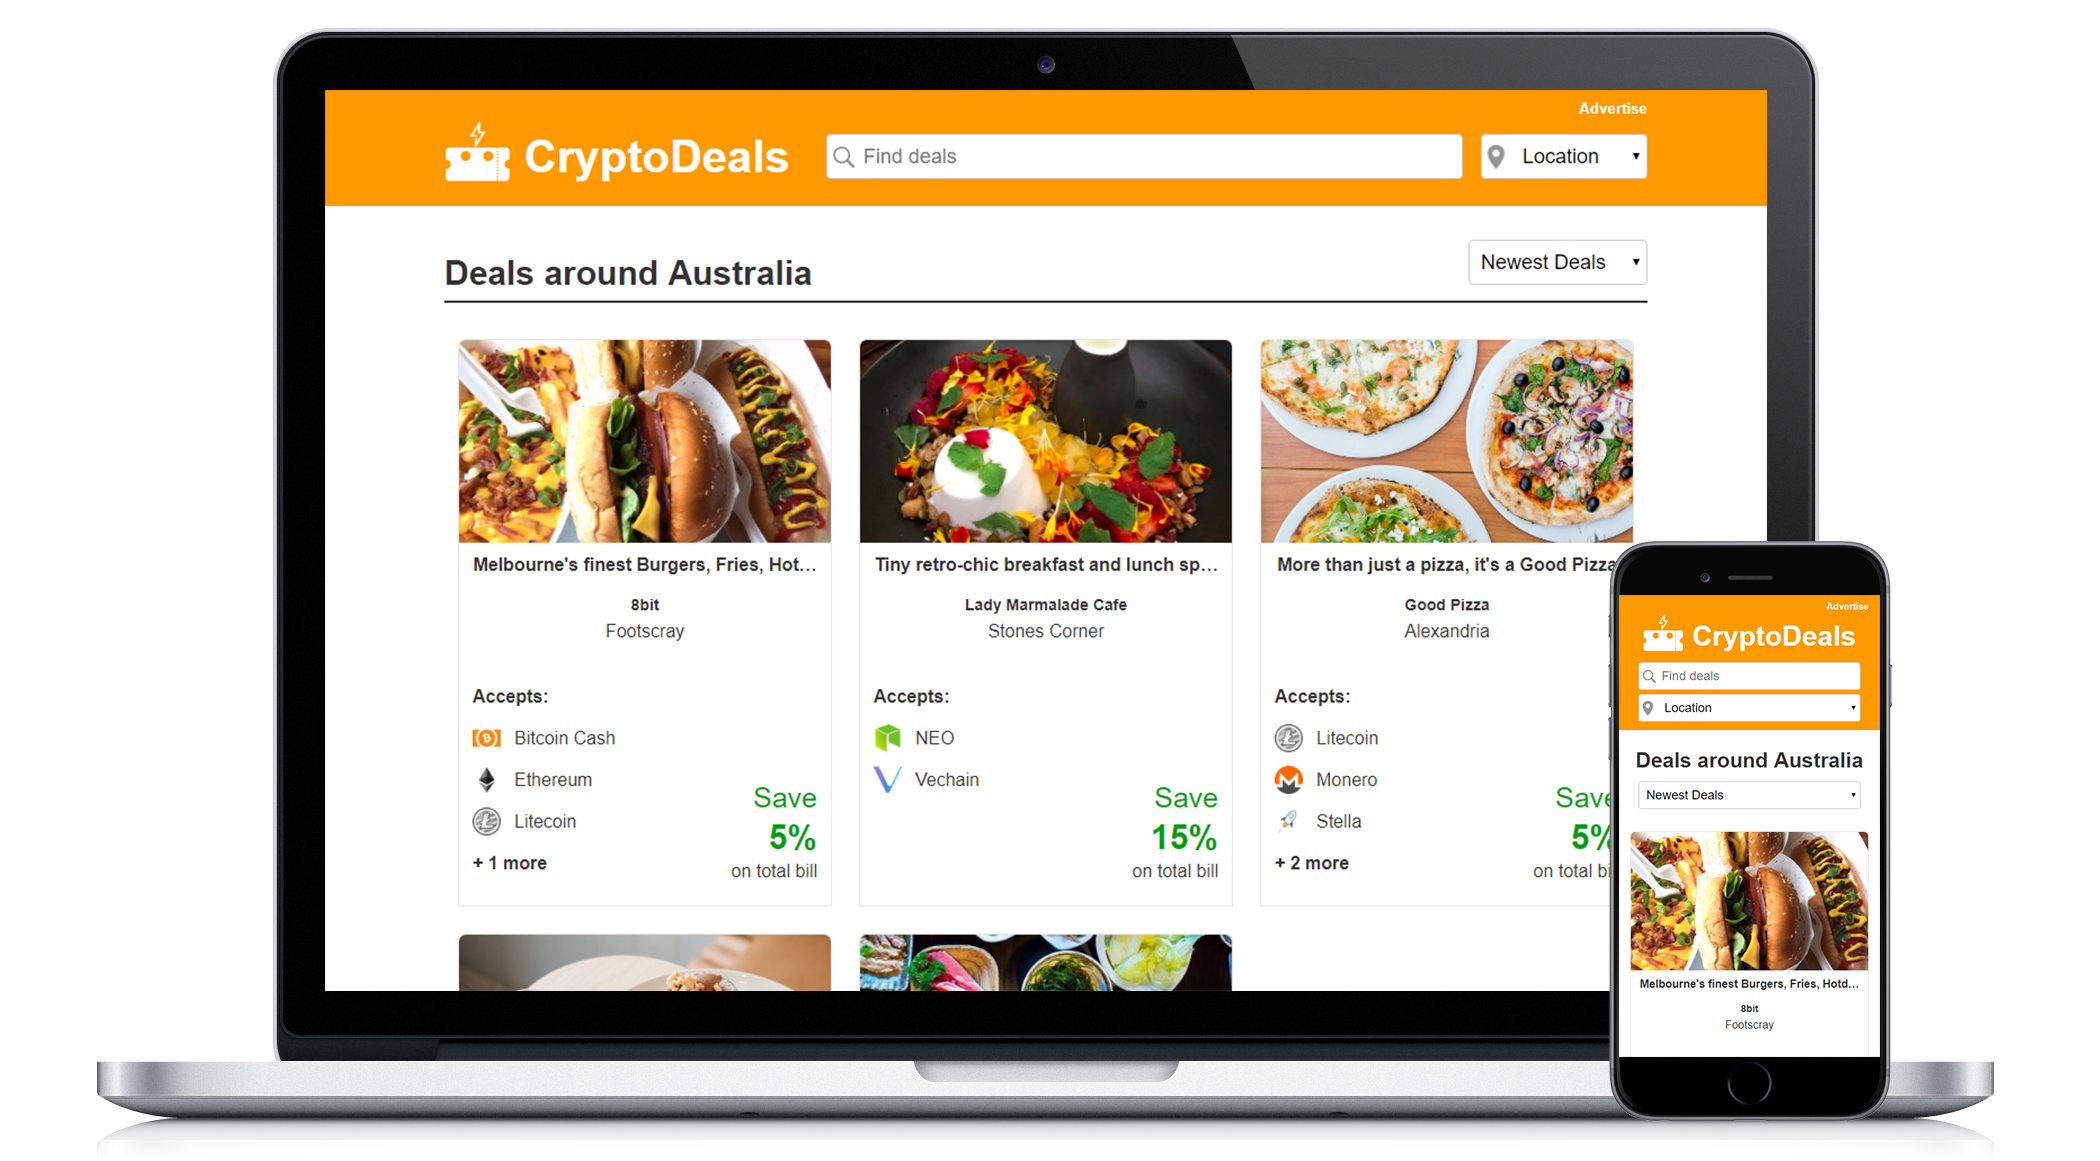 Advertise
CryptoDeals
Find deals
Location
Deals around Australia
Newest Deals
Melbourne's finest Burgers, Fries, Hot...
8bit
Footscray
Accepts:
Bitcoin Cash
Ethereum
Litecoin
+ 1 more
Save
5%
on total bill
Tiny retro-chic breakfast and lunch sp...
Lady Marmalade Cafe
Stones Corner
Accepts:
NEO
Vechain
Save
15%
on total bill
More than just a pizza, it's a Good Pizza
Good Pizza
Alexandria
Accepts:
Litecoin
Monero
Stella
+ 2 more
Save
5%
on total bi
Advertise
CryptoDeals
Find deals
Location
Deals around Australia
Newest Deals
Melbourne's finest Burgers, Fries, Hotd...
8bit
Footscray